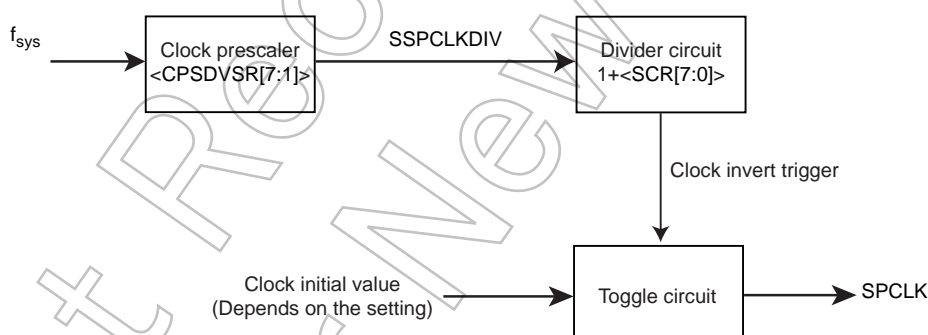 f_sys
Clock prescaler
<CPSDVSR[7:1]>
SSPCLKDIV
Divider circuit
1+<SCR[7:0]>
Clock invert trigger
Clock initial value
(Depends on the setting)
Toggle circuit
SPCLK